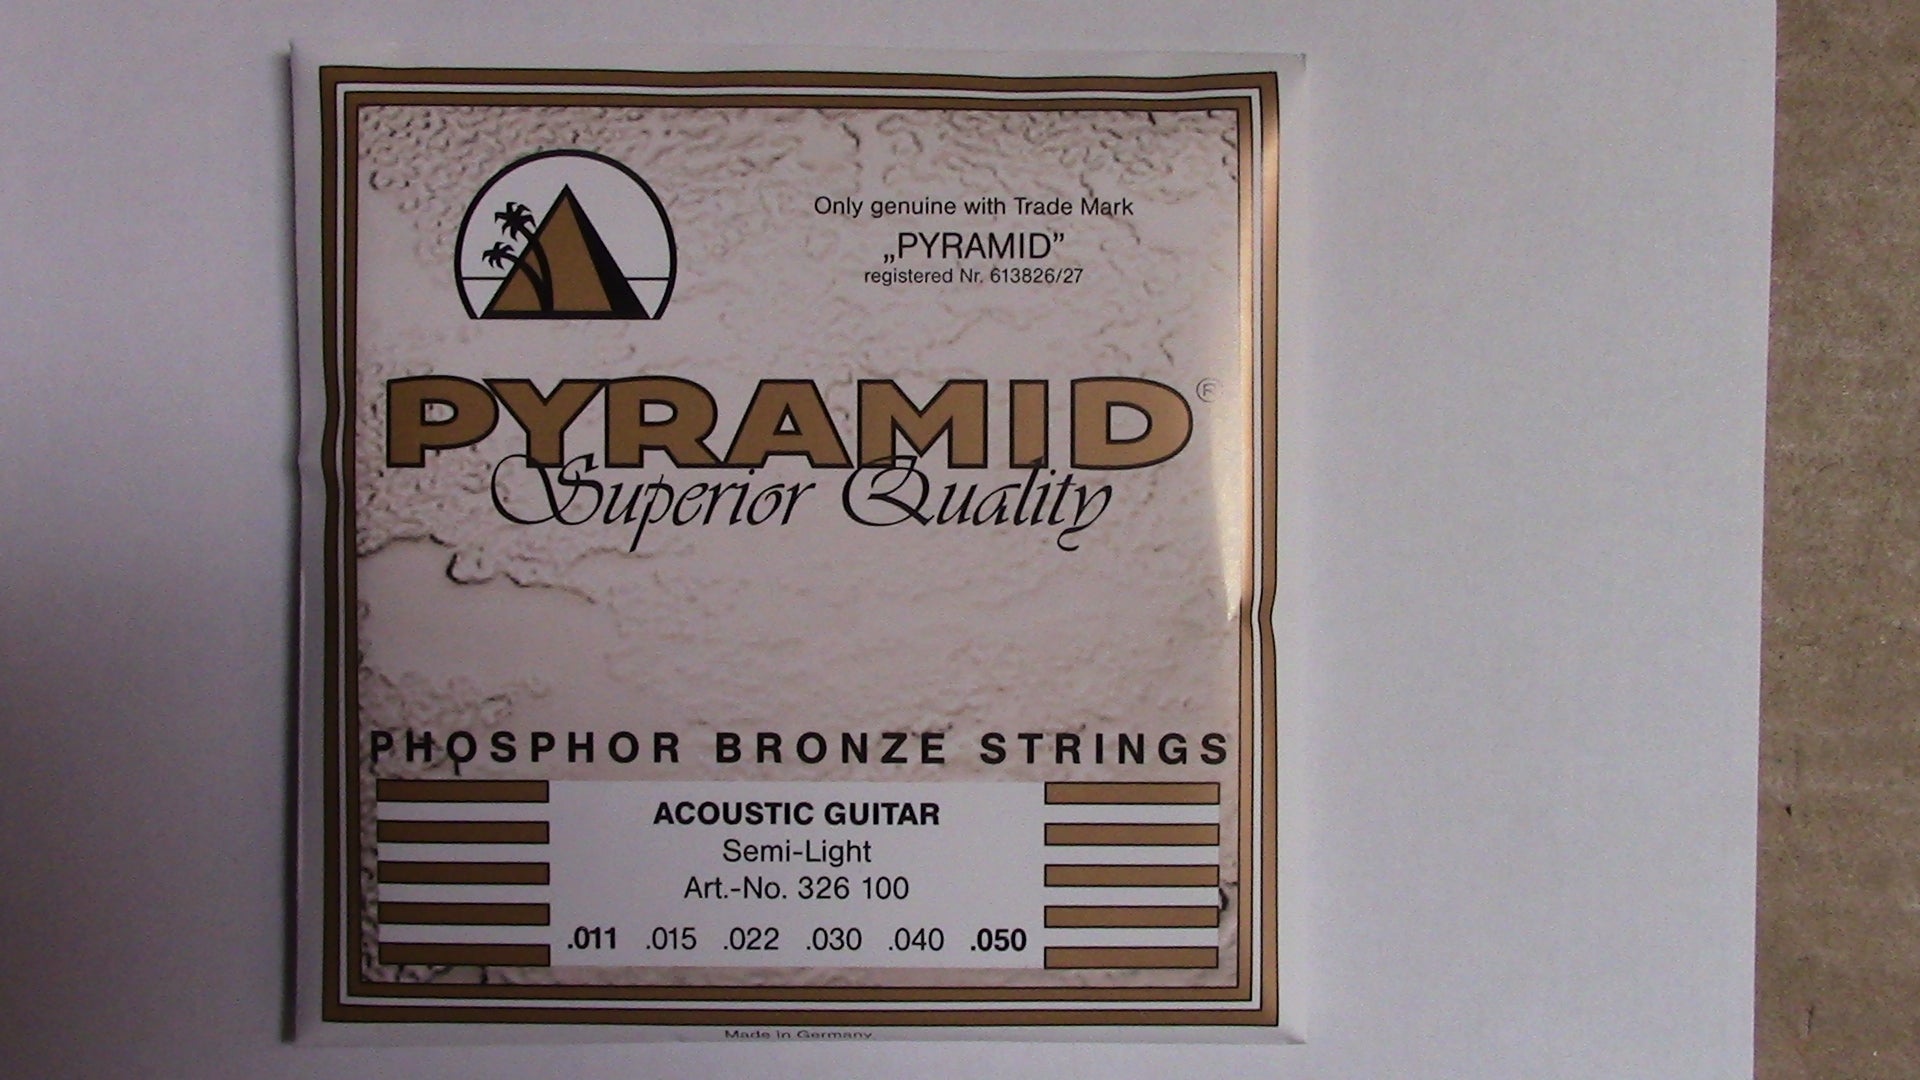 Only genuine with Trade Mark
„PYRAMID”
registered Nr. 613826/27
PYRAMID®
Superior Quality
PHOSPHOR BRONZE STRINGS
ACOUSTIC GUITAR
Semi-Light
Art.-No. 326 100
.011 .015 .022 .030 .040 .050
Made in Germany